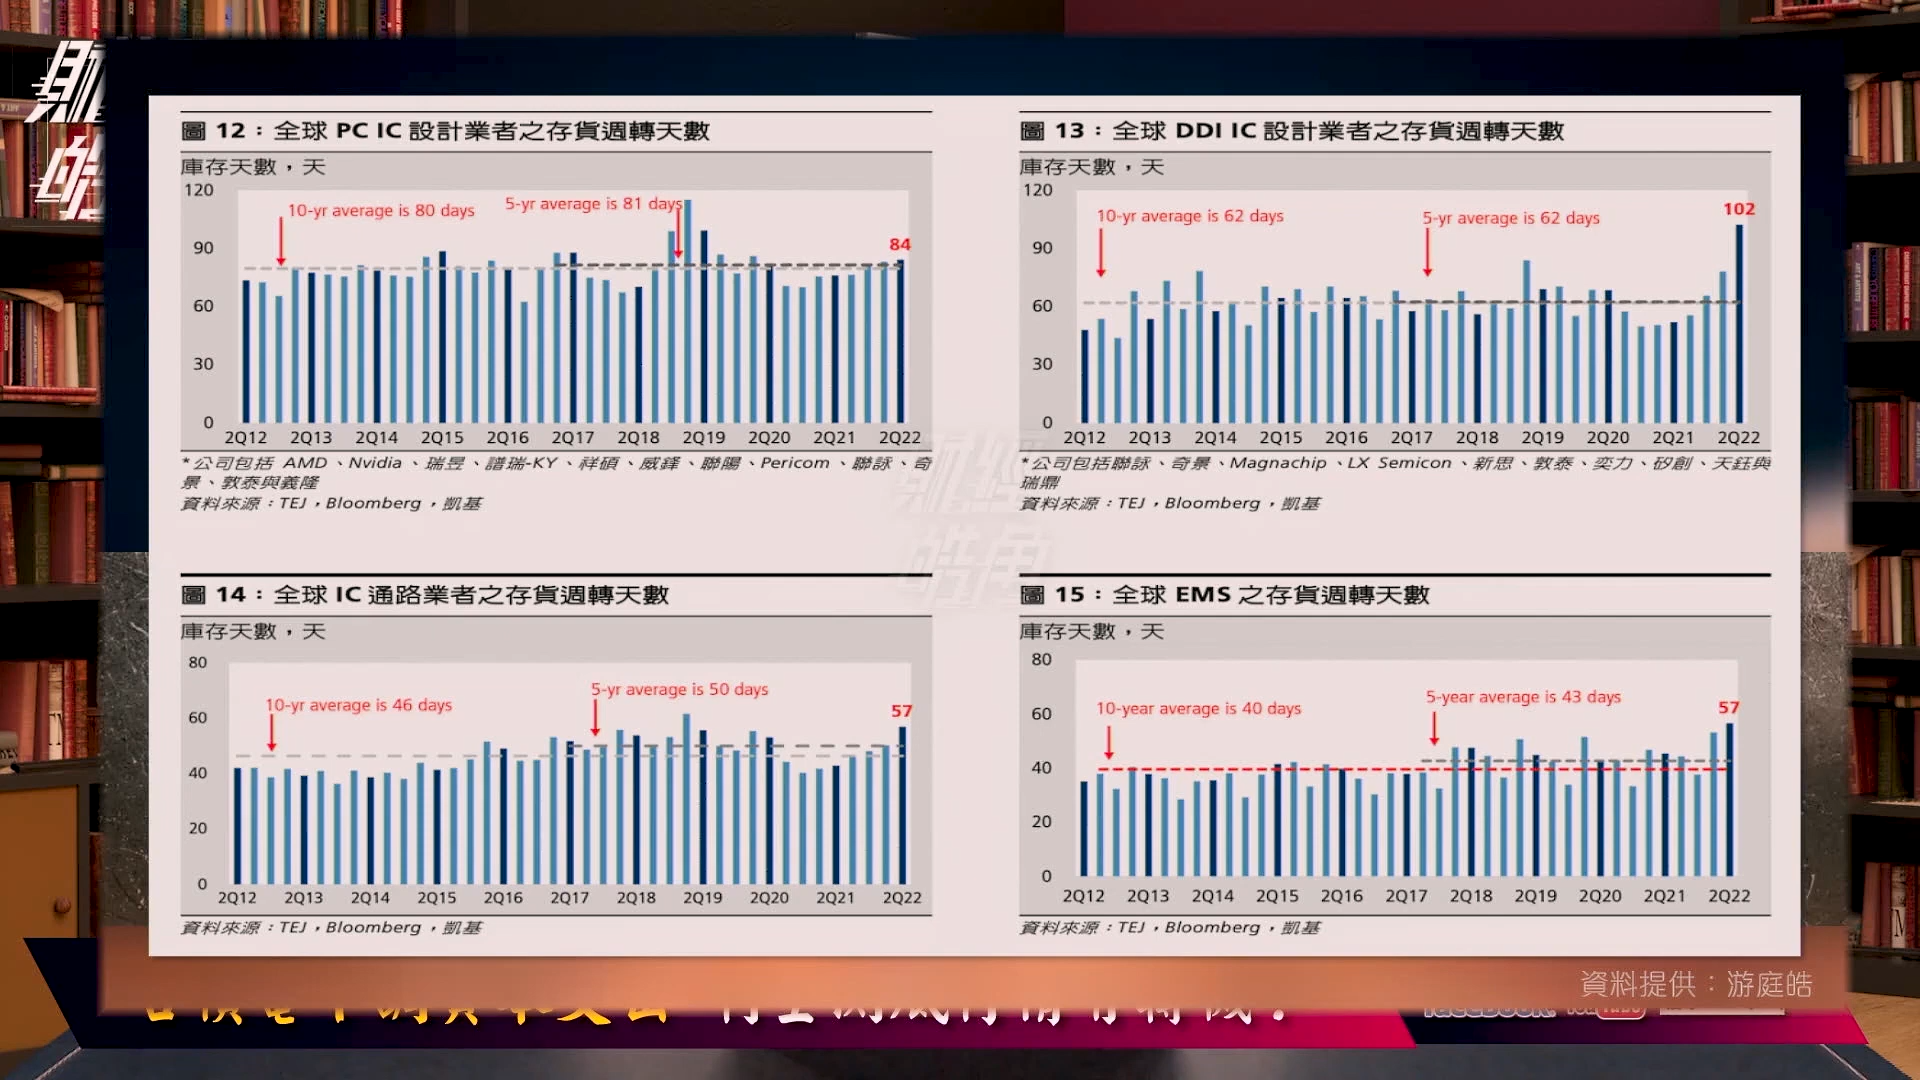 財經
皓角
圖 12：全球 PC IC 設計業者之存貨週轉天數
庫存天數，天
120
90
60
30
0
10-yr average is 80 days
5-yr average is 81 days
84
2Q12 2Q13 2Q14 2Q15 2Q16 2Q17 2Q18 2Q19 2Q20 2Q21 2Q22
*公司包括 AMD、Nvidia、瑞昱、譜瑞-KY、祥碩、威鋒、聯陽、Pericom、聯詠、奇
景、敦泰與義隆
資料來源：TEJ，Bloomberg，凱基
圖 13：全球 DDI IC 設計業者之存貨週轉天數
庫存天數，天
120
90
60
30
0
10-yr average is 62 days
5-yr average is 62 days
102
2Q12 2Q13 2Q14 2Q15 2Q16 2Q17 2Q18 2Q19 2Q20 2Q21 2Q22
*公司包括聯詠、奇景、Magnachip、LX Semicon、新思、敦泰、奕力、矽創、天鈺與
瑞鼎
資料來源：TEJ，Bloomberg，凱基
圖 14：全球 IC 通路業者之存貨週轉天數
庫存天數，天
80
60
40
20
0
10-yr average is 46 days
5-yr average is 50 days
57
2Q12 2Q13 2Q14 2Q15 2Q16 2Q17 2Q18 2Q19 2Q20 2Q21 2Q22
資料來源：TEJ，Bloomberg，凱基
圖 15：全球 EMS 之存貨週轉天數
庫存天數，天
80
60
40
20
0
10-year average is 40 days
5-year average is 43 days
57
2Q12 2Q13 2Q14 2Q15 2Q16 2Q17 2Q18 2Q19 2Q20 2Q21 2Q22
資料來源：TEJ，Bloomberg，凱基
資料提供：游庭皓